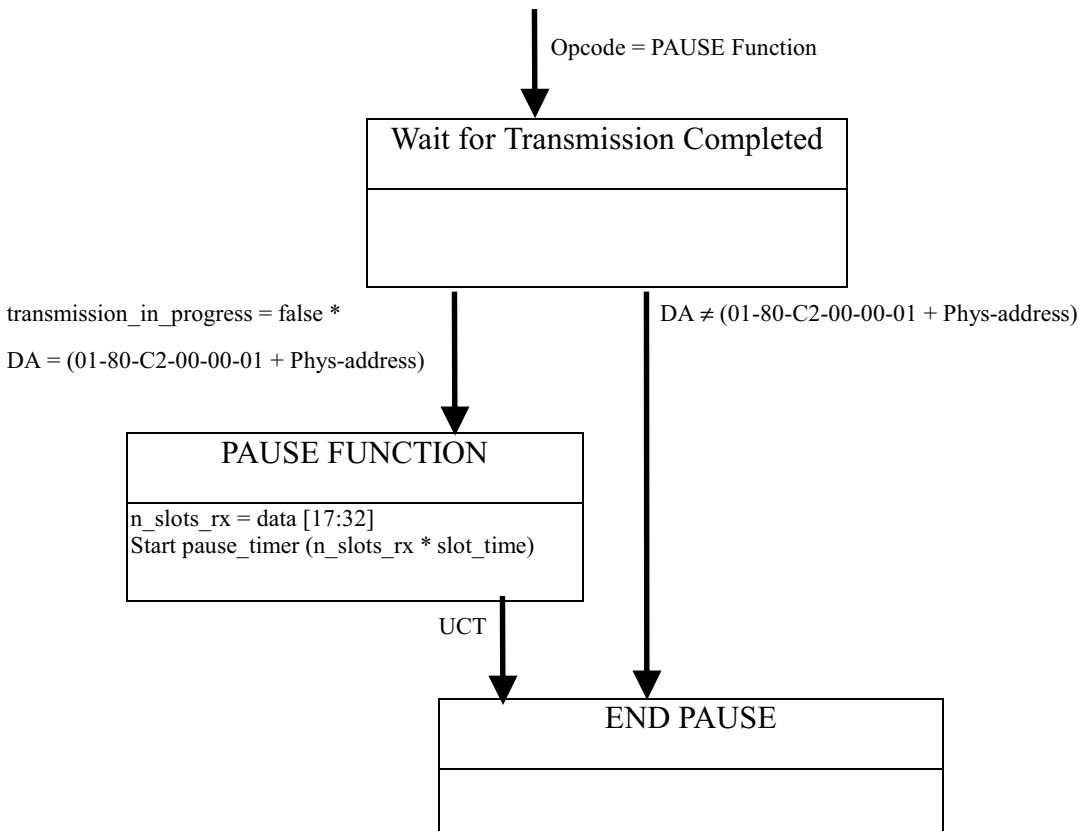 Opcode = PAUSE Function
Wait for Transmission Completed
transmission_in_progress = false *
DA = (01-80-C2-00-00-01 + Phys-address)
DA ≠ (01-80-C2-00-00-01 + Phys-address)
PAUSE FUNCTION
n_slots_rx = data [17:32]
Start pause_timer (n_slots_rx * slot_time)
UCT
END PAUSE